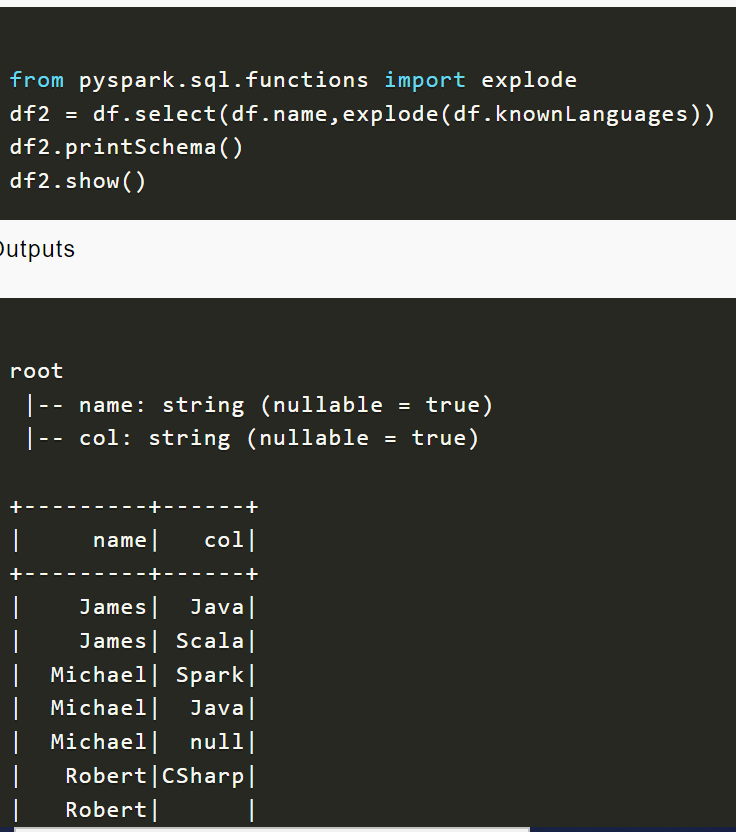 from pyspark.sql.functions import explode
df2 = df.select(df.name,explode(df.knownLanguages))
df2.printSchema()
df2.show()
Outputs
root
 |-- name: string (nullable = true)
 |-- col: string (nullable = true)
+---------+------+
|     name|   col|
+---------+------+
|    James|  Java|
|    James| Scala|
|  Michael| Spark|
|  Michael|  Java|
|  Michael|  null|
|   Robert|CSharp|
|   Robert|      |